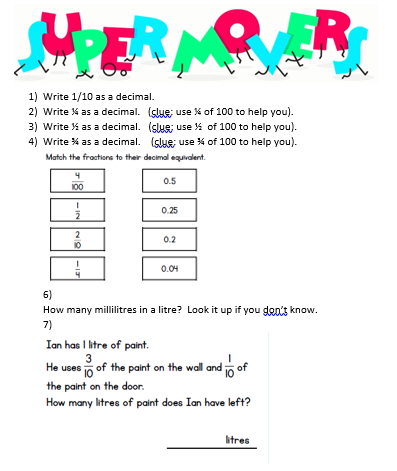 SUPER MOVERS
1) Write 1/10 as a decimal.
2) Write ¼ as a decimal. (clue: use ¼ of 100 to help you).
3) Write ½ as a decimal. (clue: use ½ of 100 to help you).
4) Write ¾ as a decimal. (clue: use ¾ of 100 to help you).
Match the fractions to their decimal equivalent.
4/100 0.5
1/2 0.25
2/10 0.2
1/4 0.04
6)
How many millilitres in a litre? Look it up if you don't know.
7)
Ian has 1 litre of paint.
He uses 3/10 of the paint on the wall and 1/10 of
the paint on the door.
How many litres of paint does Ian have left?
litres